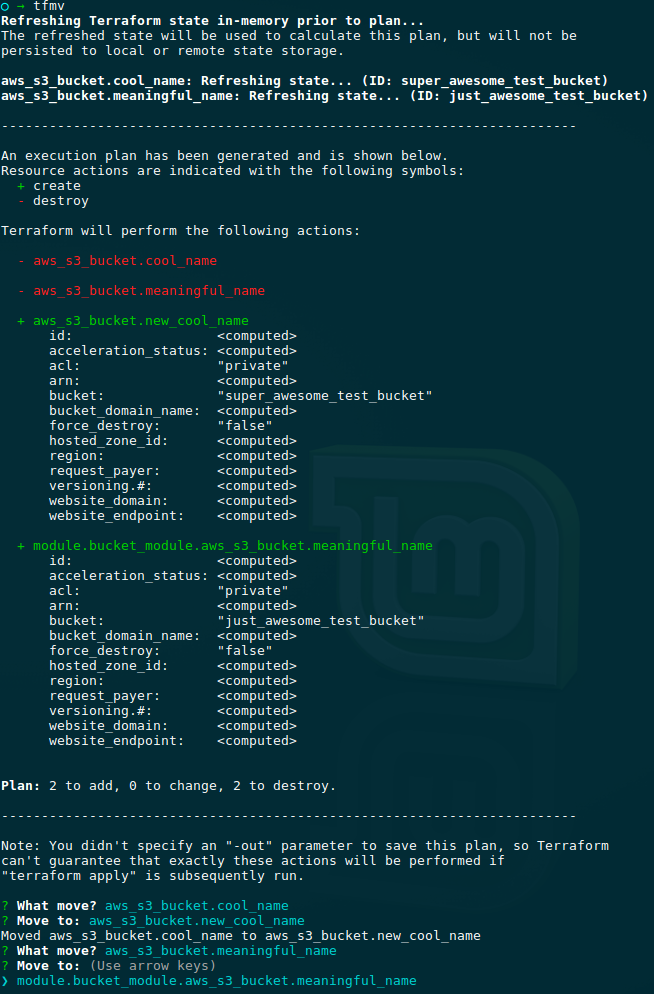 ○ → tfmv
Refreshing Terraform state in-memory prior to plan...
The refreshed state will be used to calculate this plan, but will not be
persisted to local or remote state storage.
aws_s3_bucket.cool_name: Refreshing state... (ID: super_awesome_test_bucket)
aws_s3_bucket.meaningful_name: Refreshing state... (ID: just_awesome_test_bucket)
------------------------------------------------------------------------
An execution plan has been generated and is shown below.
Resource actions are indicated with the following symbols:
  + create
  - destroy
Terraform will perform the following actions:
  - aws_s3_bucket.cool_name
  - aws_s3_bucket.meaningful_name
  + aws_s3_bucket.new_cool_name
      id:                  <computed>
      acceleration_status: <computed>
      acl:                 "private"
      arn:                 <computed>
      bucket:              "super_awesome_test_bucket"
      bucket_domain_name:  <computed>
      force_destroy:       "false"
      hosted_zone_id:      <computed>
      region:              <computed>
      request_payer:       <computed>
      versioning.#:        <computed>
      website_domain:      <computed>
      website_endpoint:    <computed>
  + module.bucket_module.aws_s3_bucket.meaningful_name
      id:                  <computed>
      acceleration_status: <computed>
      acl:                 "private"
      arn:                 <computed>
      bucket:              "just_awesome_test_bucket"
      bucket_domain_name:  <computed>
      force_destroy:       "false"
      hosted_zone_id:      <computed>
      region:              <computed>
      request_payer:       <computed>
      versioning.#:        <computed>
      website_domain:      <computed>
      website_endpoint:    <computed>
Plan: 2 to add, 0 to change, 2 to destroy.
------------------------------------------------------------------------
Note: You didn't specify an "-out" parameter to save this plan, so Terraform
can't guarantee that exactly these actions will be performed if
"terraform apply" is subsequently run.
? What move? aws_s3_bucket.cool_name
? Move to: aws_s3_bucket.new_cool_name
Moved aws_s3_bucket.cool_name to aws_s3_bucket.new_cool_name
? What move? aws_s3_bucket.meaningful_name
? Move to: (Use arrow keys)
❯ module.bucket_module.aws_s3_bucket.meaningful_name